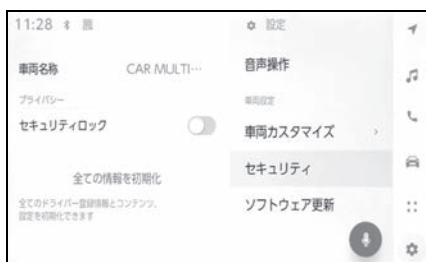 11:28
設定
車両名称
CAR MULTI…
音声操作
プライバシー
車両設定
セキュリティロック
車両カスタマイズ
セキュリティ
全ての情報を初期化
ソフトウェア更新
全てのドライバー登録情報とコンテンツ、
設定を初期化できます